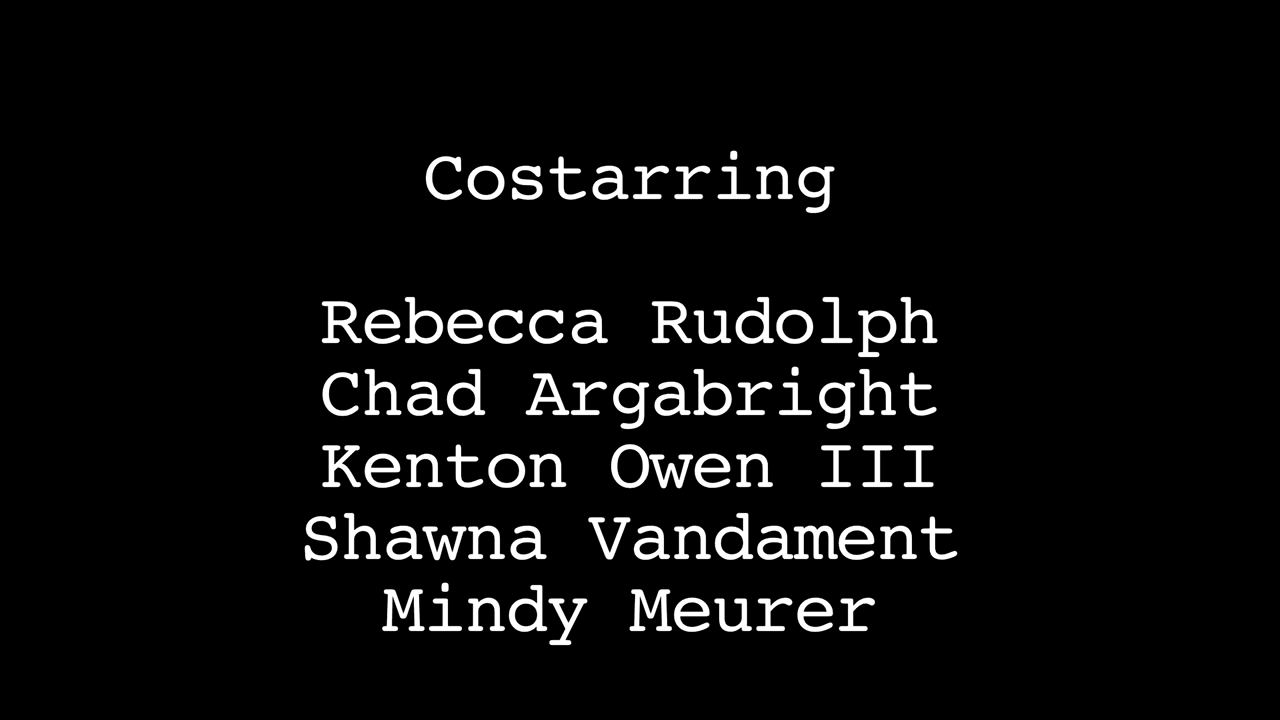 Costarring
Rebecca Rudolph
Chad Argabright
Kenton Owen III
Shawna Vandament
Mindy Meurer